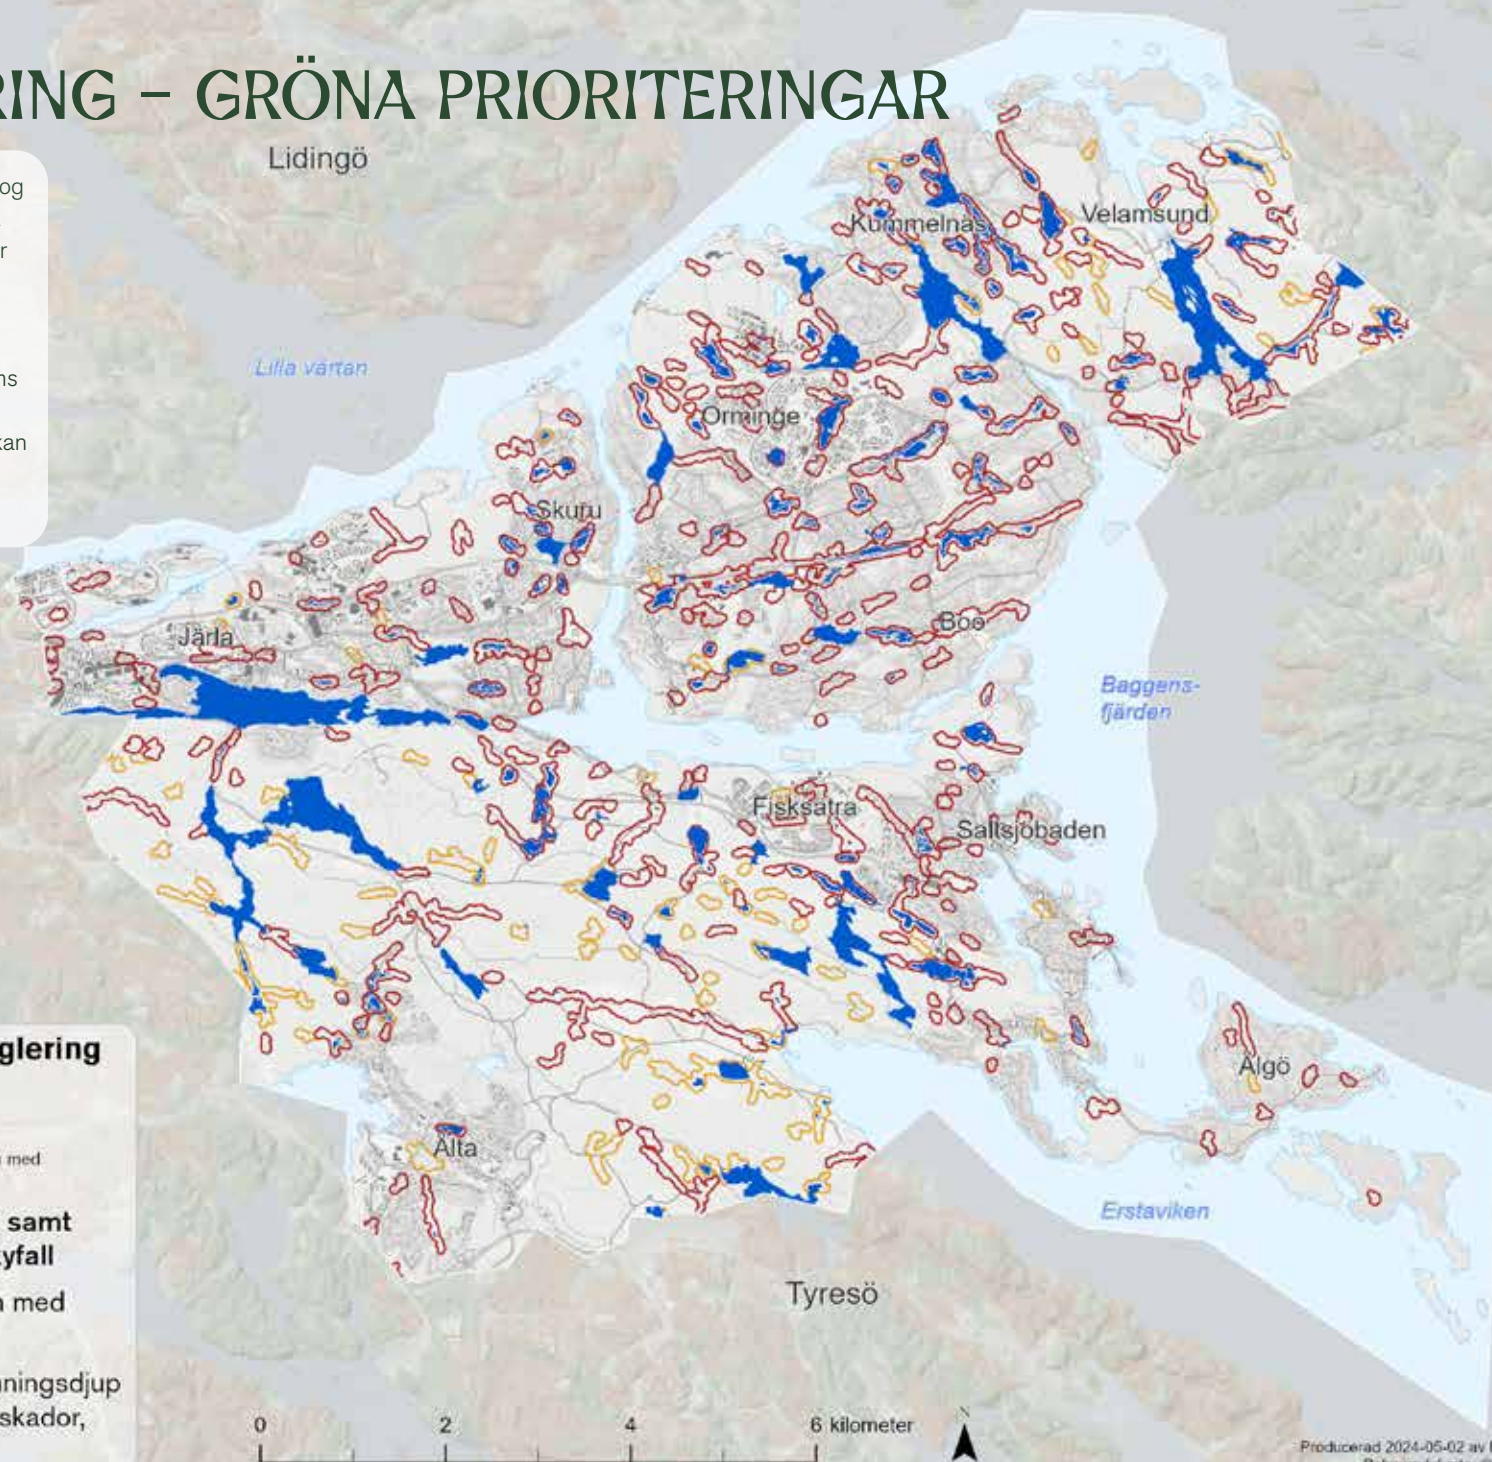 RING – GRÖNA PRIORITERINGAR
og
r
ns
kan
Lidingö
Kummelnäs
Velamsund
Lilla värtan
Orminge
Skuru
Järla
Boo
Baggens-
fjärden
Fisksätra
Saltsjöbaden
glering
Älgö
med
Älta
samt
yfall
Erstaviken
n med
Tyresö
ningsdjup
skador,
0 2 4 6 kilometer
N
Producerad 2024-05-02 av